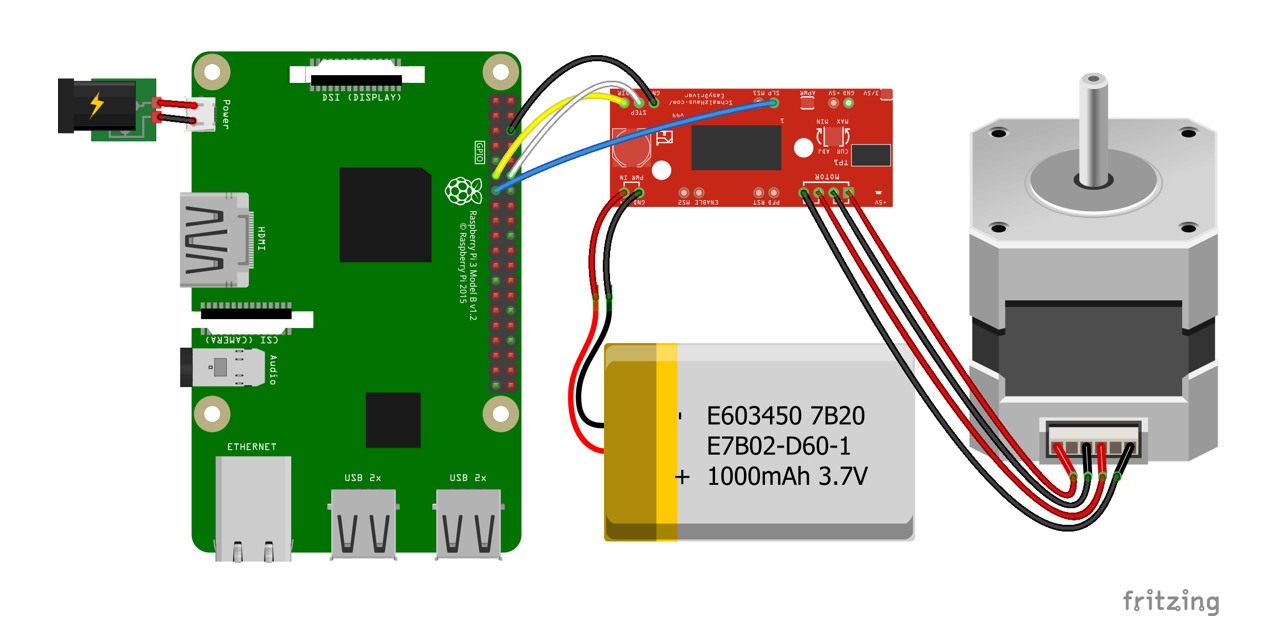 DSI (DISPLAY)
Power
GPIO
Raspberry Pi 3 Model B v1.2
© Raspberry Pi 2015
HDMI
CSI (CAMERA)
Audio
ETHERNET
USB 2x
USB 2x
DIR
STEP
GND
SchmalzHaus.com/
EasyDriver
v44
SLP MS1
1
APWR
+5V
GND
3/5V
MIN MAX
CUR ADJ
TP1
PWR IN
GND
MS2 ENABLE
RST PFD
MOTOR
+5V
- E603450 7B20
E7B02-D60-1
+ 1000mAh 3.7V
fritzing